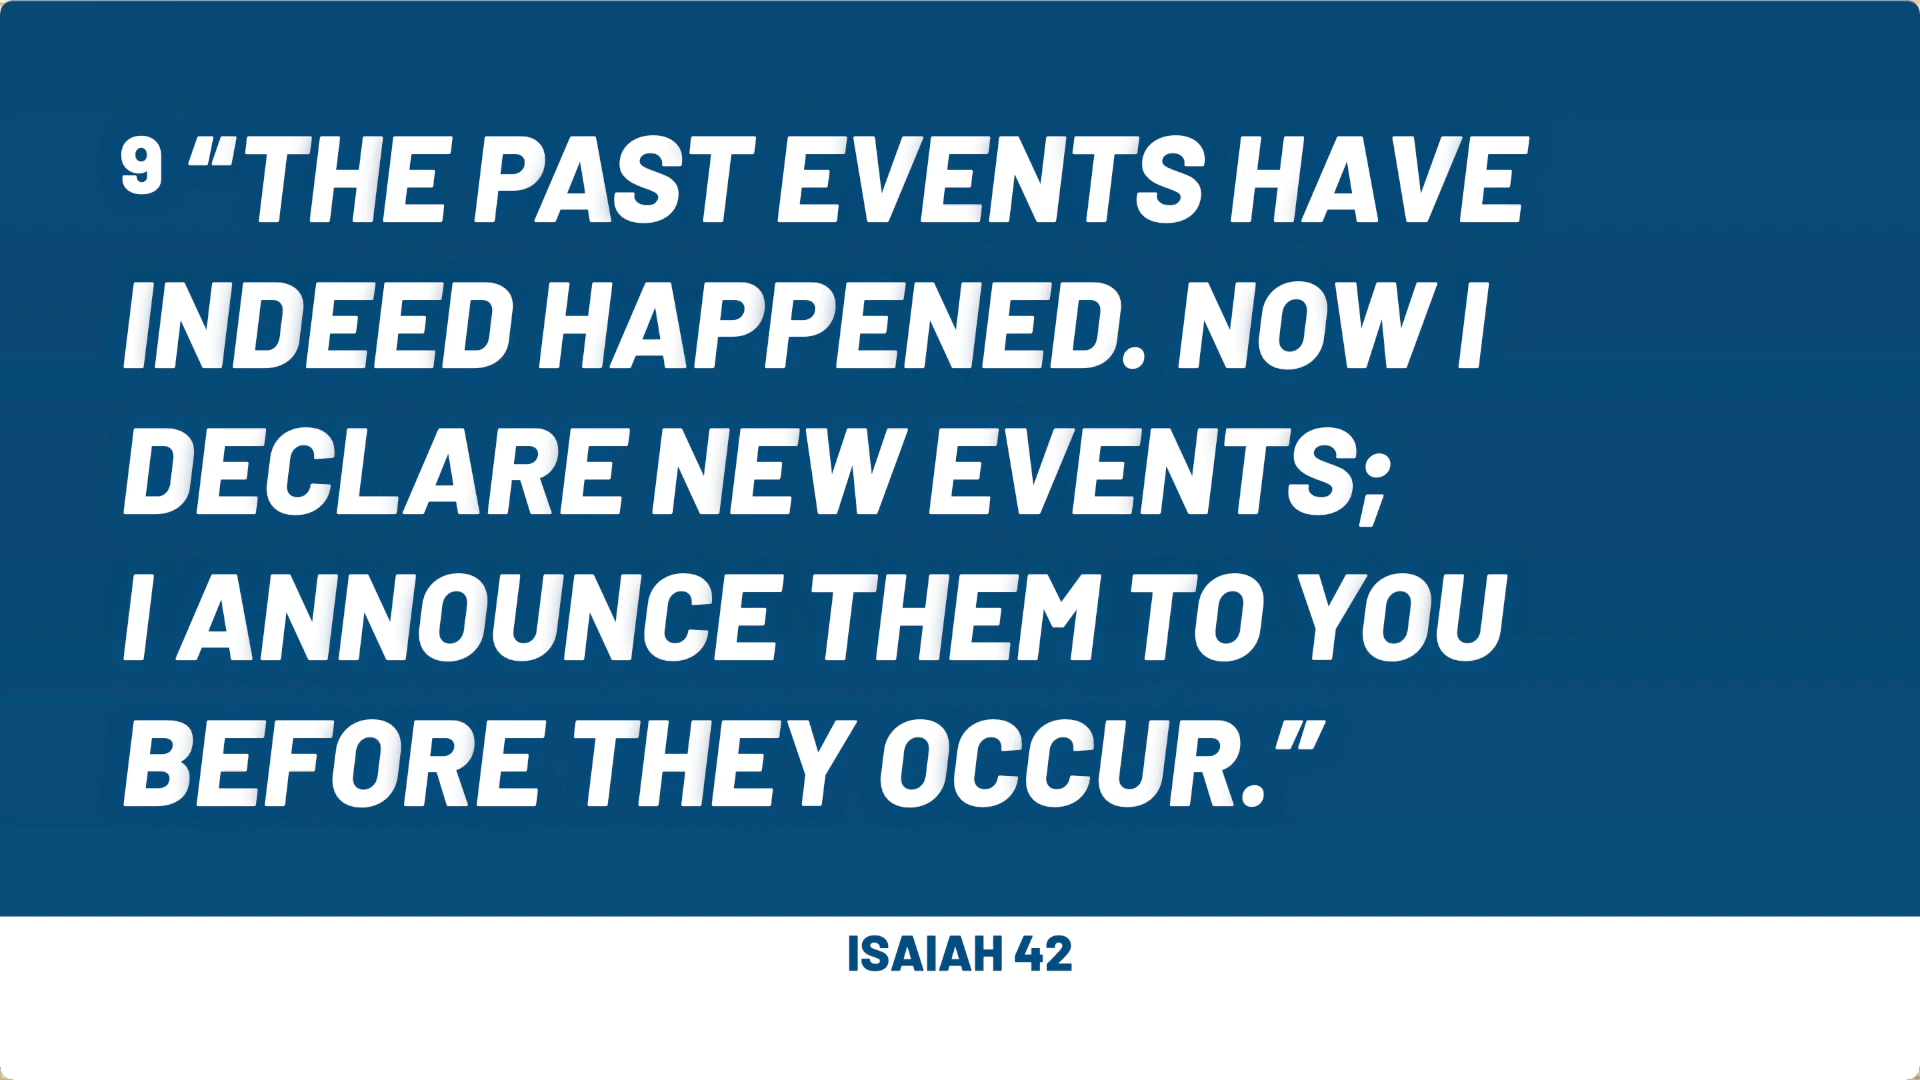 9 “THE PAST EVENTS HAVE
INDEED HAPPENED. NOW I
DECLARE NEW EVENTS;
I ANNOUNCE THEM TO YOU
BEFORE THEY OCCUR.”
ISAIAH 42